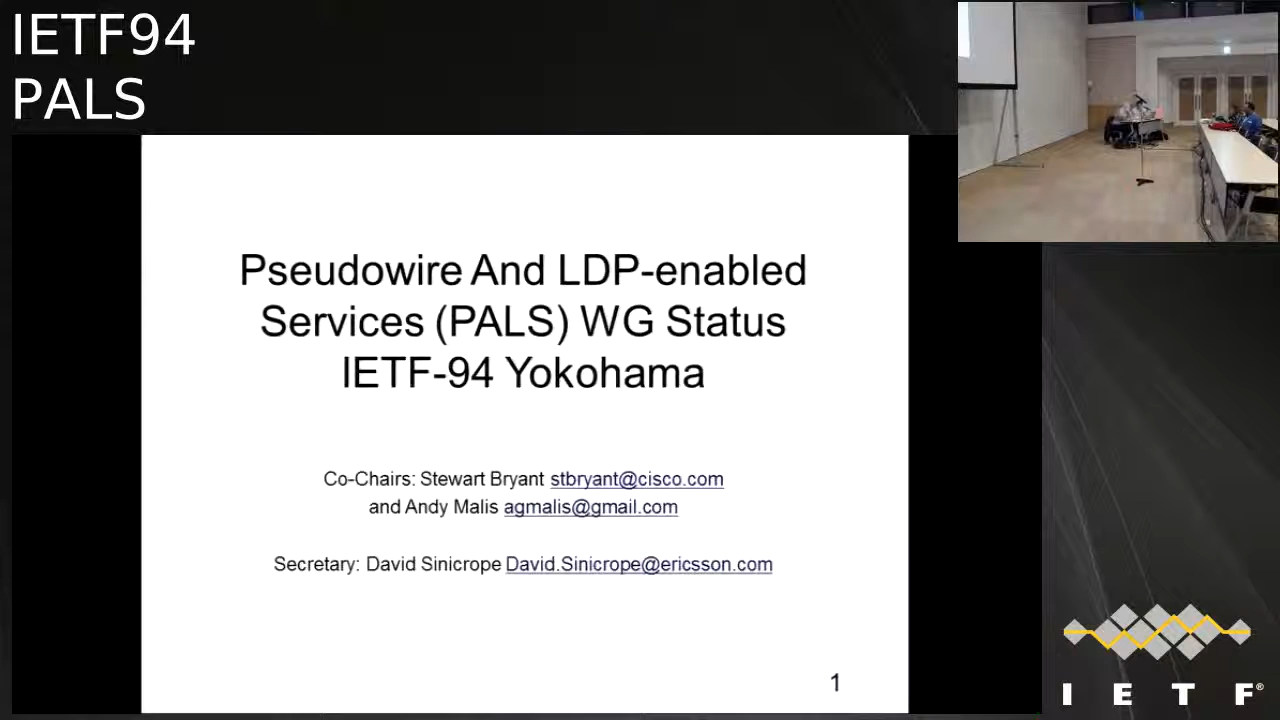 IETF94
PALS
Pseudowire And LDP-enabled
Services (PALS) WG Status
IETF-94 Yokohama
Co-Chairs: Stewart Bryant stbryant@cisco.com
and Andy Malis agmalis@gmail.com
Secretary: David Sinicrope David.Sinicrope@ericsson.com
1
I E T F®